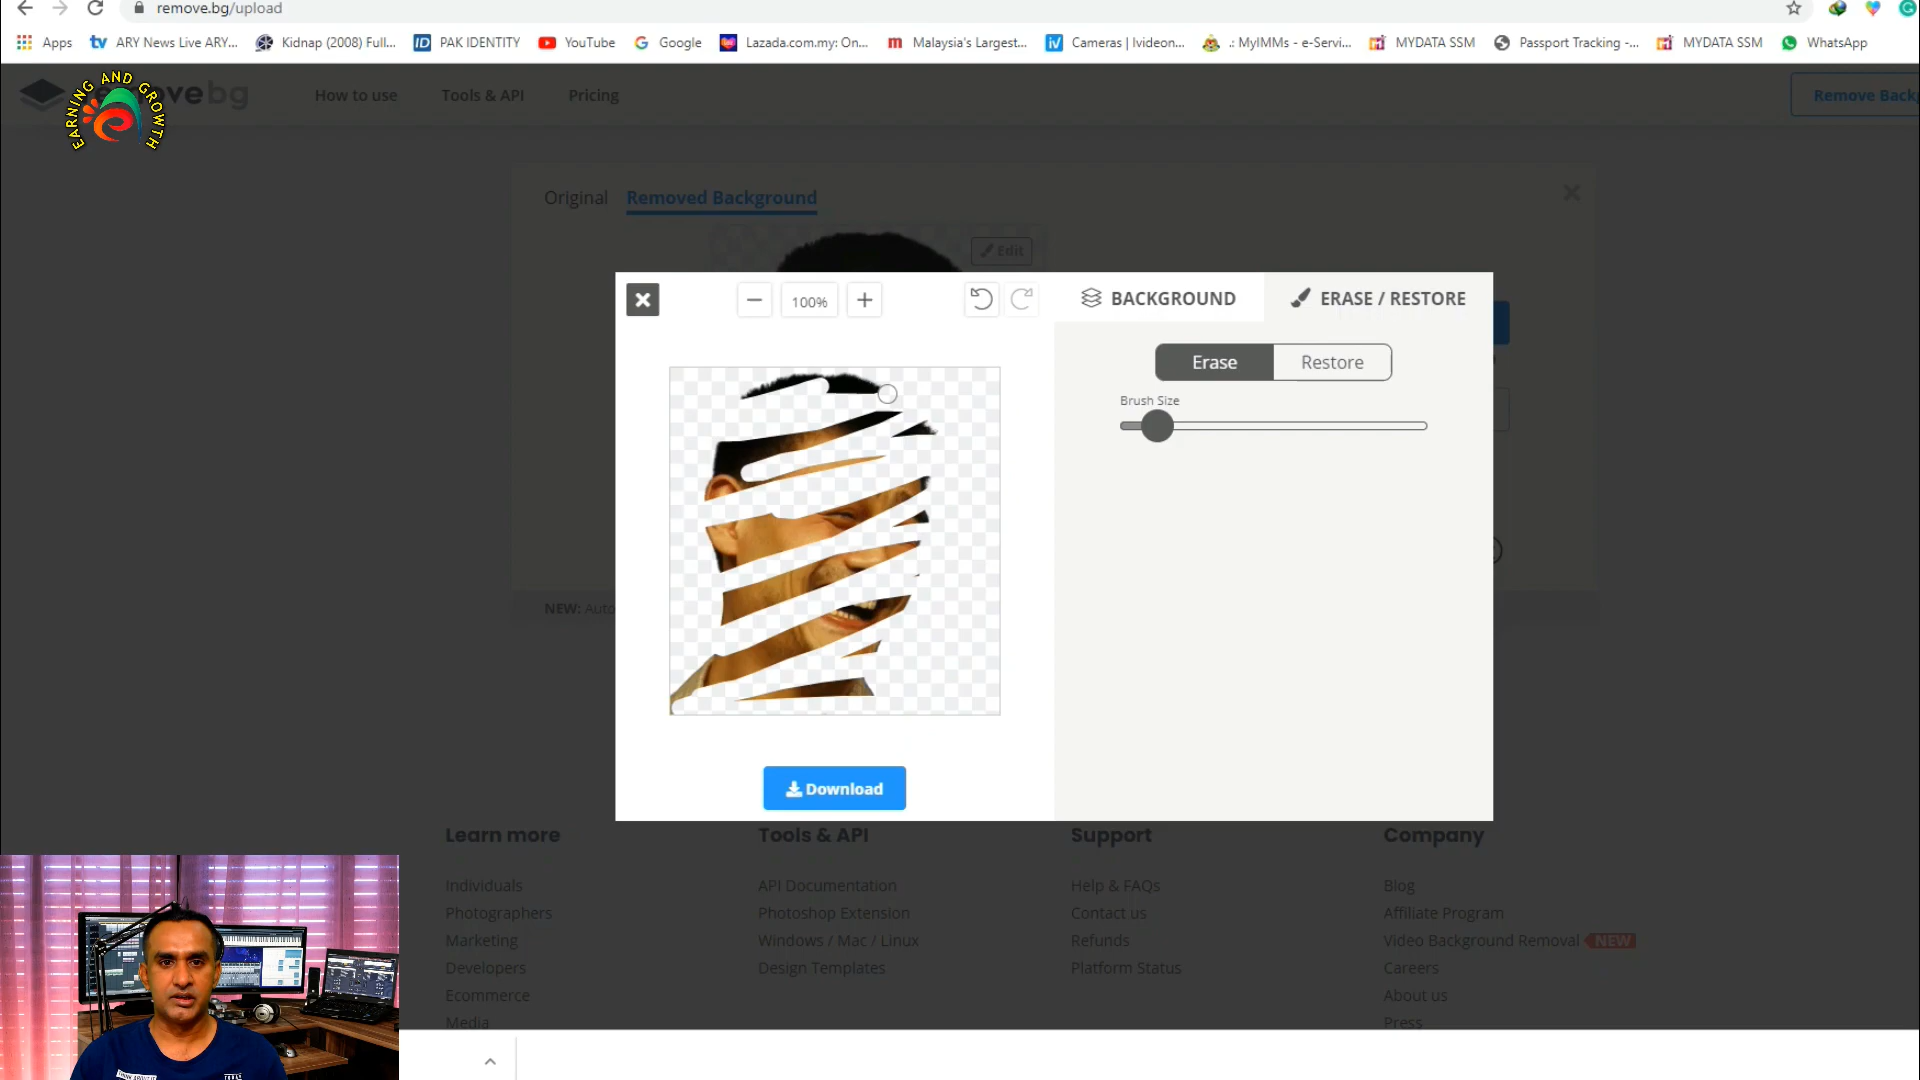 remove.bg/upload
Apps
ARY News Live ARY...
Kidnap (2008) Full...
PAK IDENTITY
YouTube
Google
Lazada.com.my: On...
Malaysia's Largest...
Cameras | Ivideon...
.: MyIMMs - e-Servi...
MYDATA SSM
Passport Tracking -...
MYDATA SSM
WhatsApp
EARNING AND GROWTH
ve bg
How to use
Tools & API
Pricing
Remove Backg
Original
Removed Background
Edit
100%
BACKGROUND
ERASE / RESTORE
Erase
Restore
Brush Size
NEW: Auto
Download
Learn more
Tools & API
Support
Company
Individuals
API Documentation
Help & FAQs
Blog
Photographers
Photoshop Extension
Contact us
Affiliate Program
Marketing
Windows / Mac / Linux
Refunds
Video Background Removal NEW
Developers
Design Templates
Platform Status
Careers
Ecommerce
About us
Media
Press